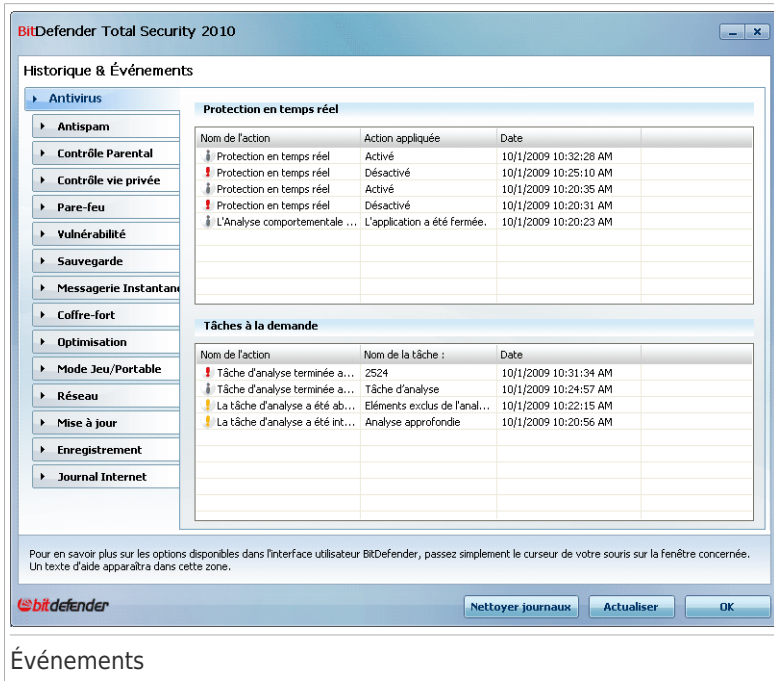 BitDefender Total Security 2010
Historique & Événements
Antivirus
Antispam
Contrôle Parental
Contrôle vie privée
Pare-feu
Vulnérabilité
Sauvegarde
Messagerie Instantan
Coffre-fort
Optimisation
Mode Jeu/Portable
Réseau
Mise à jour
Enregistrement
Journal Internet
Protection en temps réel
Nom de l'action Action appliquée Date
Protection en temps réel Activé 10/1/2009 10:32:28 AM
Protection en temps réel Désactivé 10/1/2009 10:25:10 AM
Protection en temps réel Activé 10/1/2009 10:20:35 AM
Protection en temps réel Désactivé 10/1/2009 10:20:31 AM
L'Analyse comportementale ... L'application a été fermée. 10/1/2009 10:20:23 AM
Tâches à la demande
Nom de l'action Nom de la tâche : Date
Tâche d'analyse terminée a... 2524 10/1/2009 10:31:34 AM
Tâche d'analyse terminée a... Tâche d'analyse 10/1/2009 10:24:57 AM
La tâche d'analyse a été ab... Eléments exclus de l'anal... 10/1/2009 10:22:15 AM
La tâche d'analyse a été int... Analyse approfondie 10/1/2009 10:20:56 AM
Pour en savoir plus sur les options disponibles dans l'interface utilisateur BitDefender, passez simplement le curseur de votre souris sur la fenêtre concernée.
Un texte d'aide apparaîtra dans cette zone.
bitdefender
Nettoyer journaux Actualiser OK
Événements